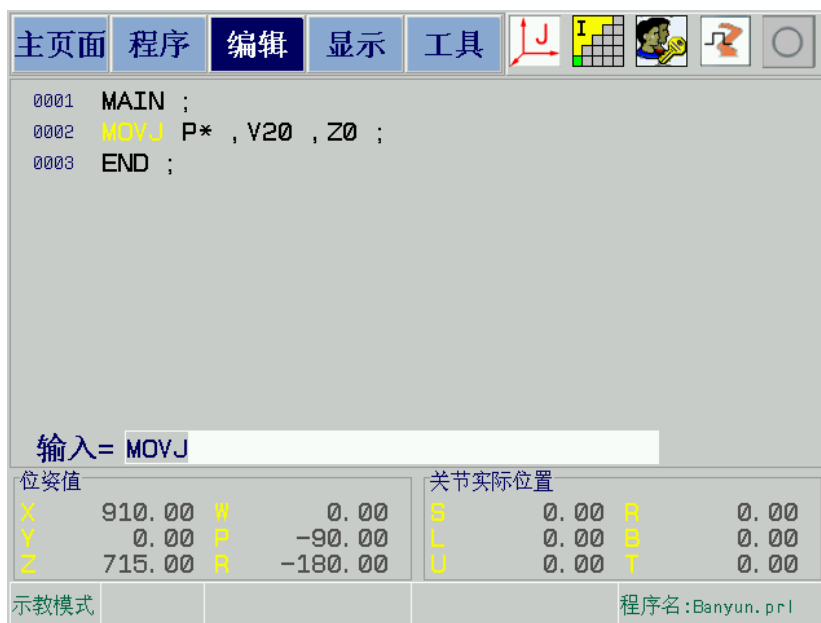 主页面 程序 编辑 显示 工具 J I
0001 MAIN ;
0002 MOVJ P* , V20 , Z0 ;
0003 END ;
输入= MOVJ
位姿值 关节实际位置
X 910.00 W 0.00 S 0.00 R 0.00
Y 0.00 P -90.00 L 0.00 B 0.00
Z 715.00 R -180.00 U 0.00 T 0.00
示教模式 程序名:Banyun.prl